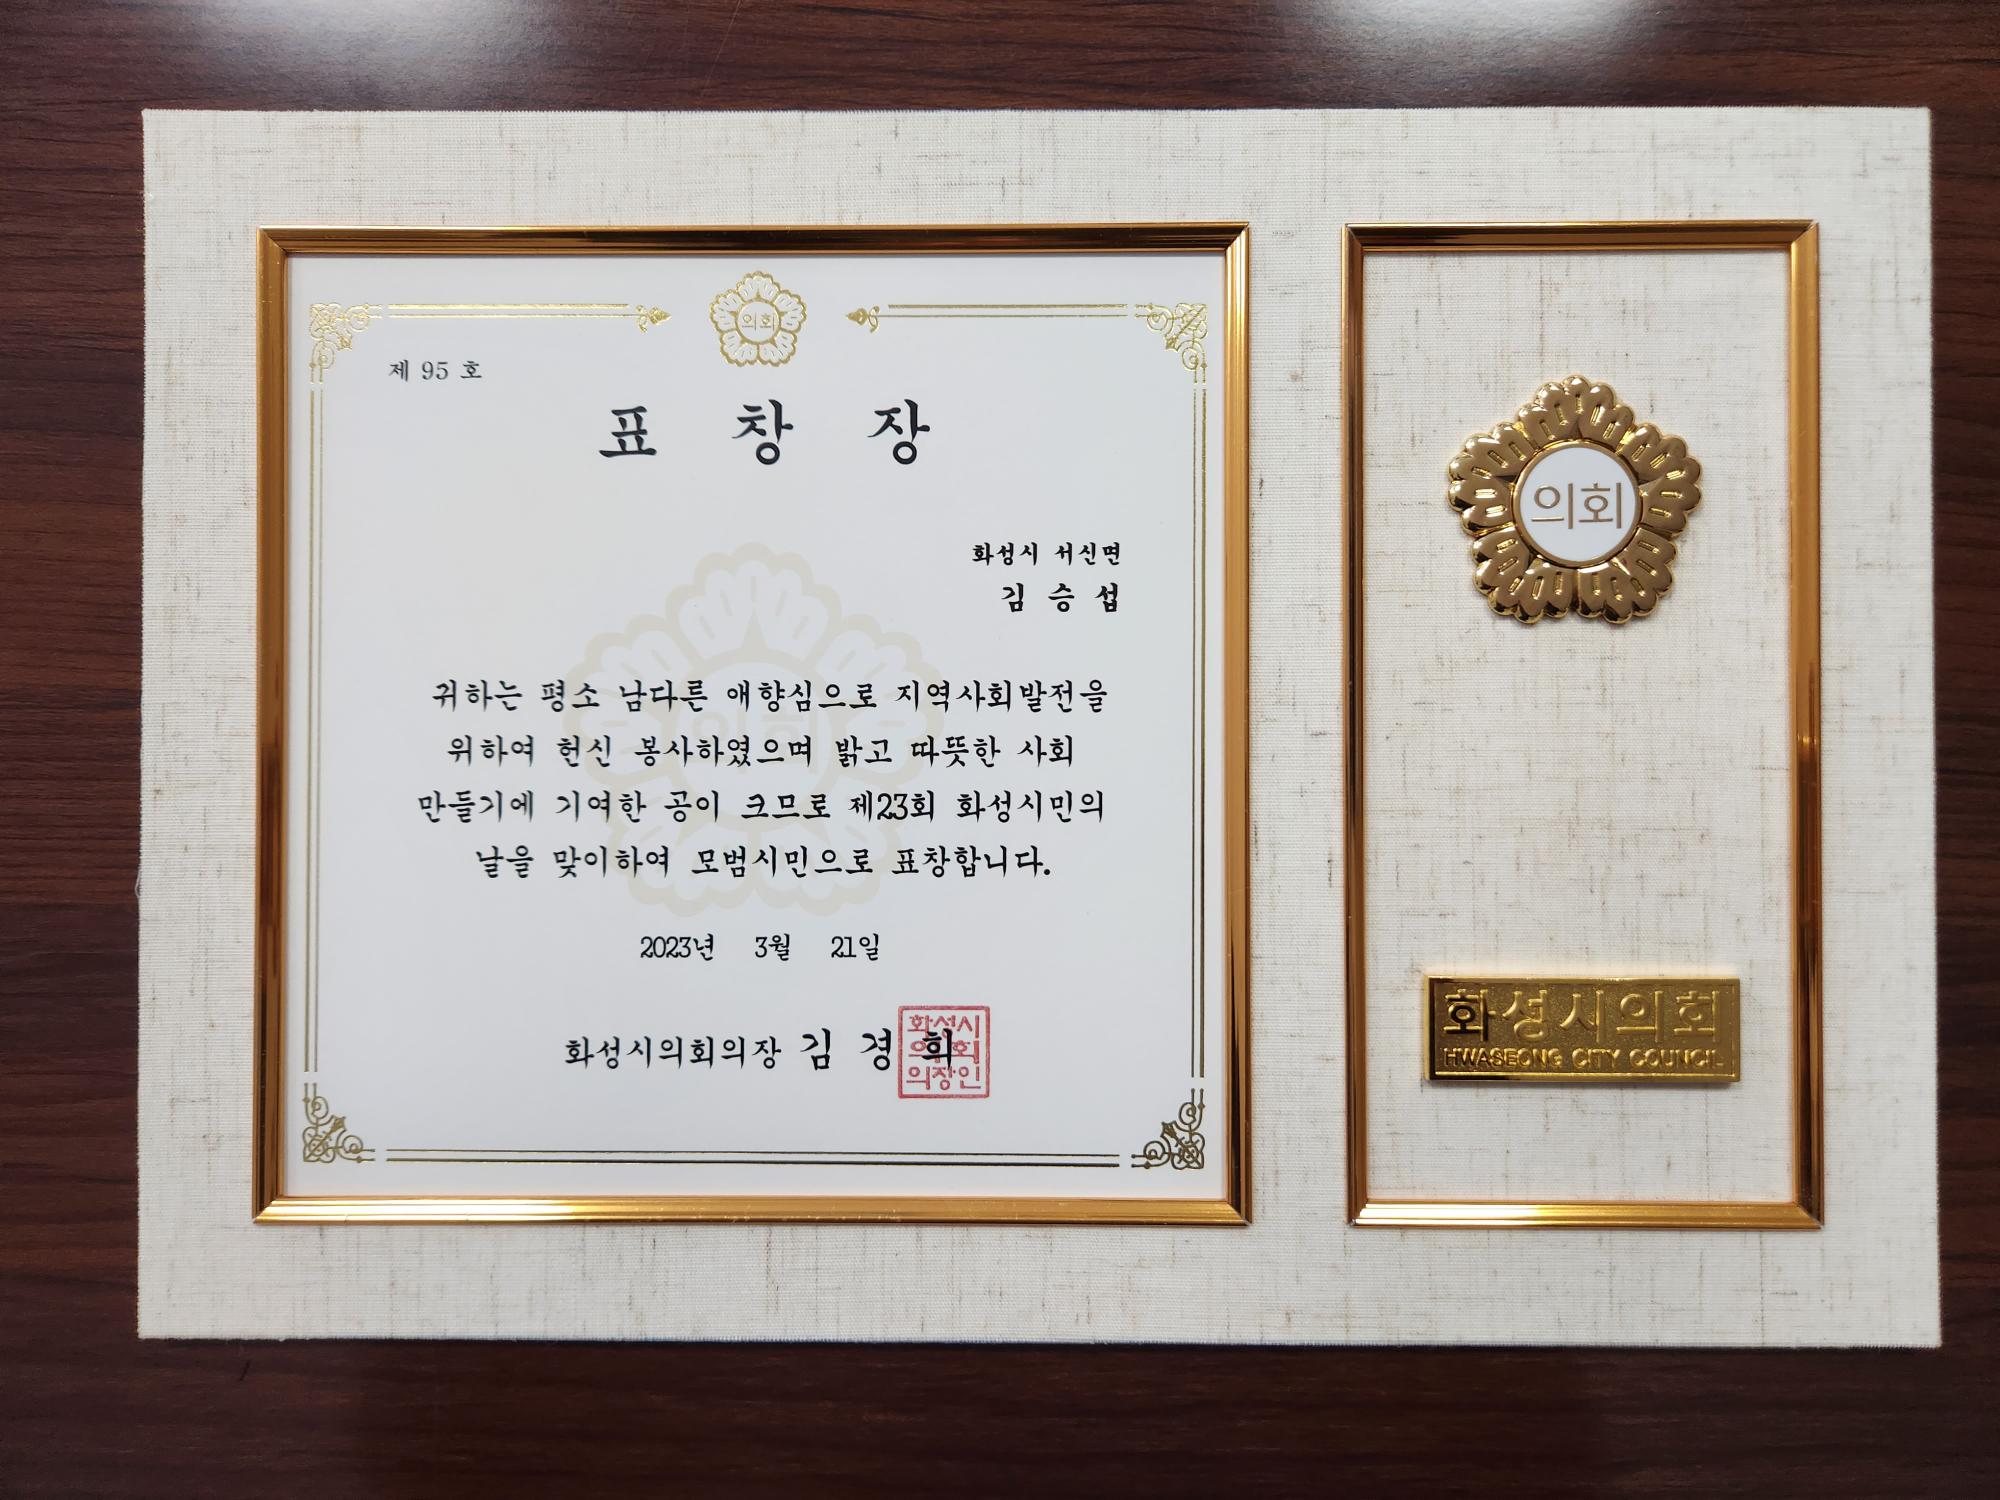 의회
제 95 호
표 창 장
화성시 서신면
김 승 섭
귀하는 평소 남다른 애향심으로 지역사회발전을
위하여 헌신 봉사하였으며 밝고 따뜻한 사회
만들기에 기여한 공이 크므로 제23회 화성시민의
날을 맞이하여 모범시민으로 표창합니다.
2023년 3월 21일
화성시의회의장 김 경 희
화성시
의회
의장인
의회
화성시의회
HWASEONG CITY COUNCIL